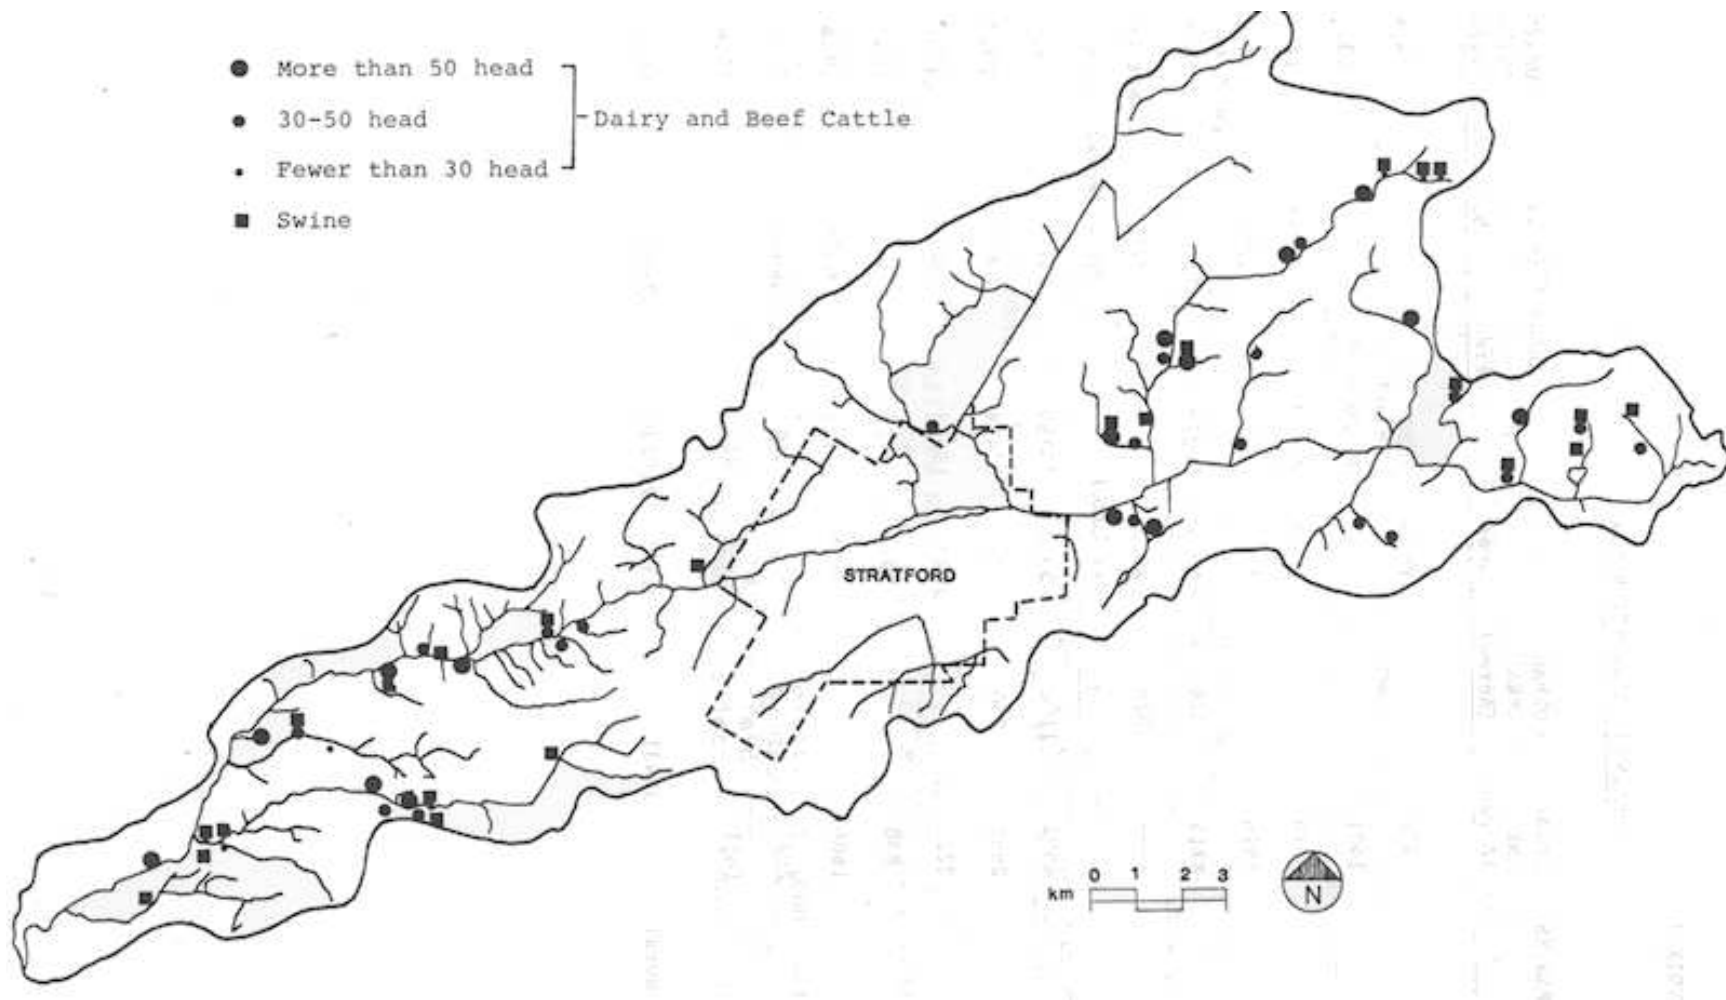 More than 50 head
30-50 head
Dairy and Beef Cattle
Fewer than 30 head
Swine
STRATFORD
km 0 1 2 3
N